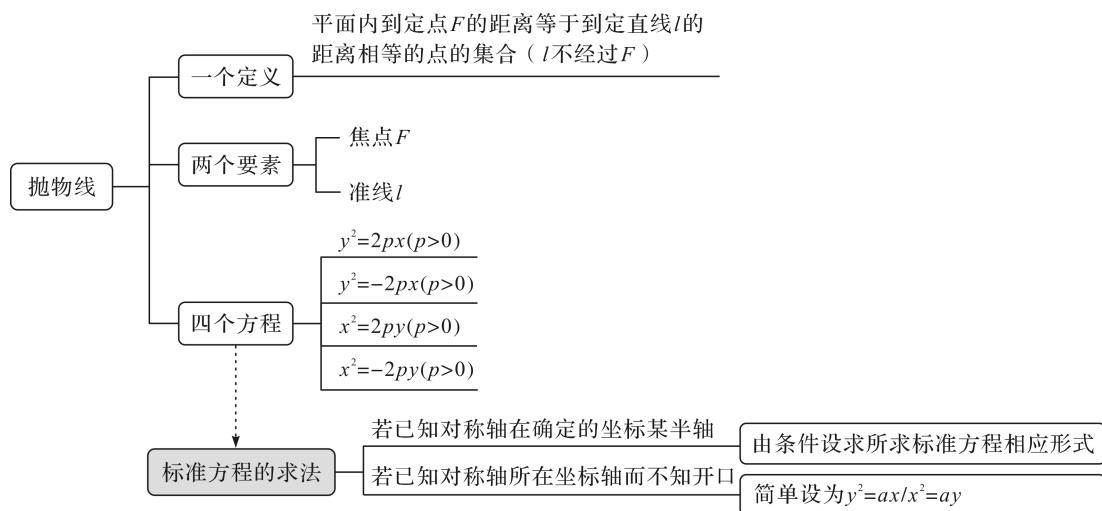 平面内到定点F的距离等于到定直线l的
距离相等的点的集合（l不经过F）
一个定义
抛物线
两个要素
焦点F
准线l
四个方程
y²=2px(p>0)
y²=-2px(p>0)
x²=2py(p>0)
x²=-2py(p>0)
标准方程的求法
若已知对称轴在确定的坐标某半轴
由条件设求所求标准方程相应形式
若已知对称轴所在坐标轴而不知开口
简单设为y²=ax/x²=ay